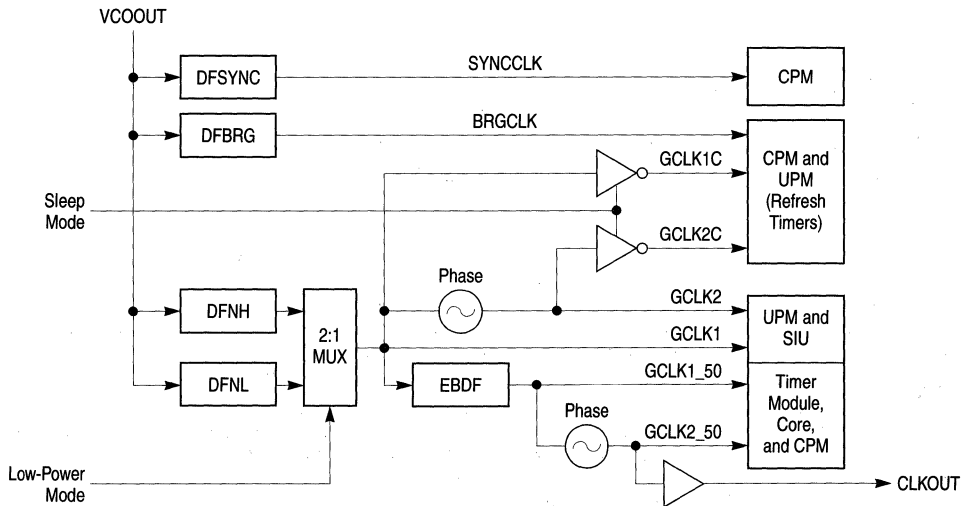 VCOOUT
DFSYNC
SYNCCLK
CPM
DFBRG
BRGCLK
CPM and
UPM
(Refresh
Timers)
GCLK1C
Sleep
Mode
GCLK2C
Phase
DFNH
2:1
MUX
GCLK2
UPM and
SIU
GCLK1
DFNL
EBDF
GCLK1_50
Timer
Module,
Core,
and CPM
Phase
GCLK2_50
Low-Power
Mode
CLKOUT